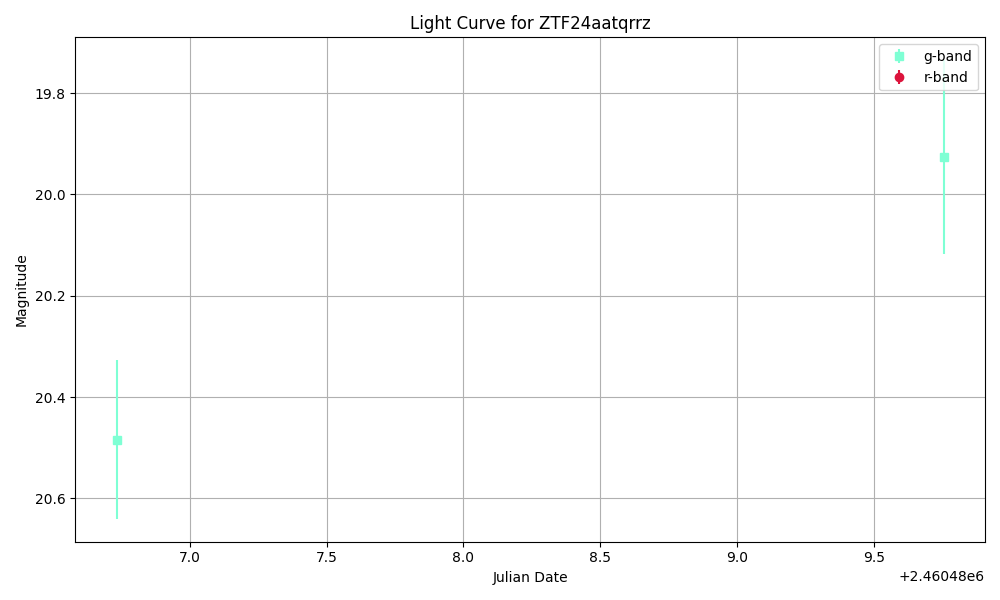 Light Curve for ZTF24aatqrrz
g-band
r-band
Magnitude
19.8
20.0
20.2
20.4
20.6
7.0 7.5 8.0 8.5 9.0 9.5
Julian Date
+2.46048e6